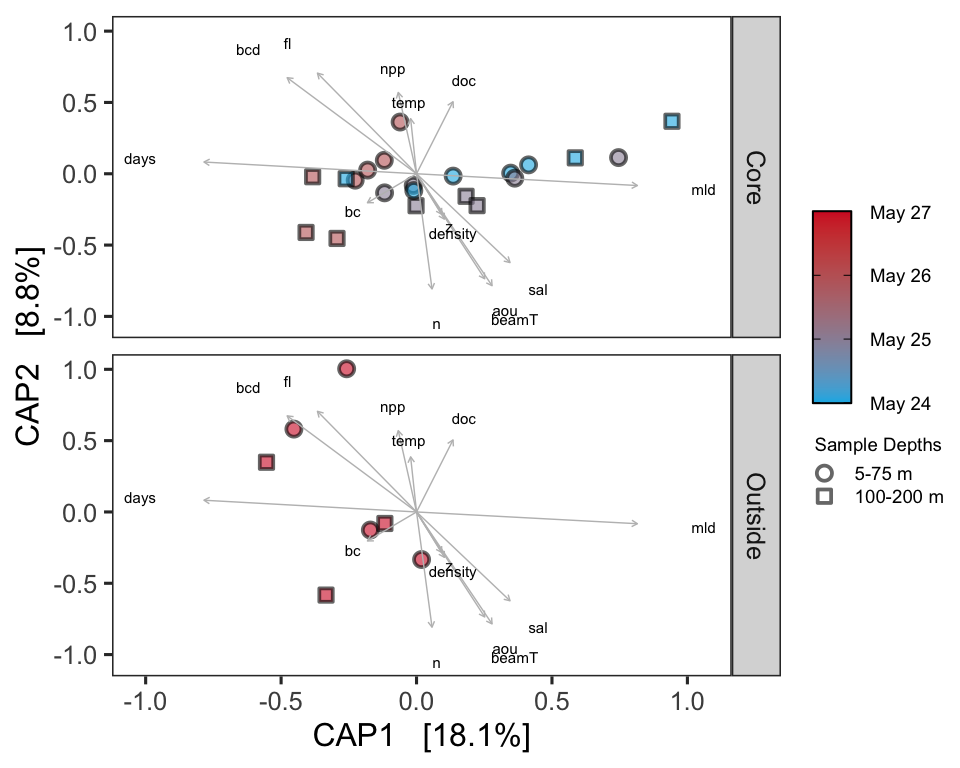 1.0
0.5
0.0
-0.5
-1.0
bcd
fl
npp
doc
temp
days
mld
bc
z
density
sal
aou
beamT
n
Core
1.0
0.5
0.0
-0.5
-1.0
bcd
fl
npp
doc
temp
days
mld
bc
z
density
sal
aou
beamT
n
Outside
-1.0
-0.5
0.0
0.5
1.0
CAP1 [18.1%]
CAP2 [8.8%]
May 27
May 26
May 25
May 24
Sample Depths
5-75 m
100-200 m